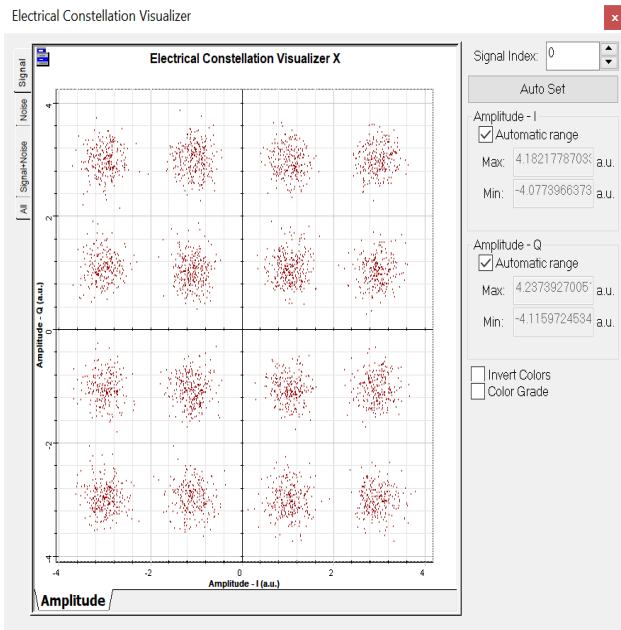 Electrical Constellation Visualizer
x
Signal
Noise
Signal+Noise
All
Electrical Constellation Visualizer X
Amplitude - Q (a.u.)
4
2
0
-2
-4
-4 -2 0 2 4
Amplitude - I (a.u.)
Amplitude
Signal Index: 0
Auto Set
Amplitude - I
Automatic range
Max: 4.1821778703 a.u.
Min: -4.0773966373 a.u.
Amplitude - Q
Automatic range
Max: 4.2373927005 a.u.
Min: -4.1159724534 a.u.
Invert Colors
Color Grade